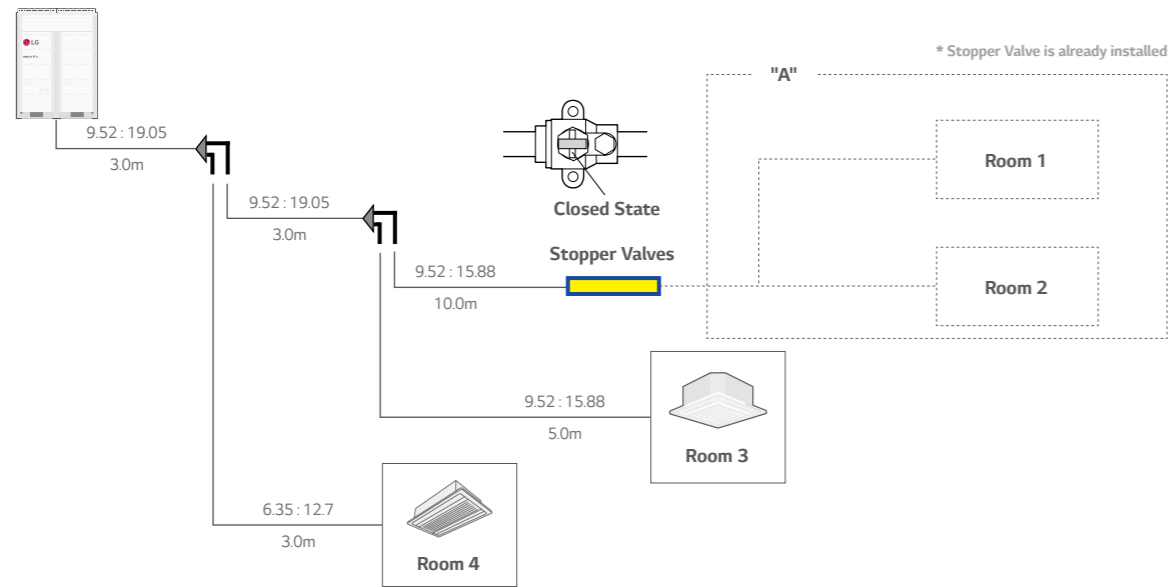 LG
* Stopper Valve is already installed
"A"
9.52 : 19.05
3.0m
Room 1
9.52 : 19.05
3.0m
Closed State
Stopper Valves
9.52 : 15.88
10.0m
Room 2
9.52 : 15.88
5.0m
Room 3
6.35 : 12.7
3.0m
Room 4